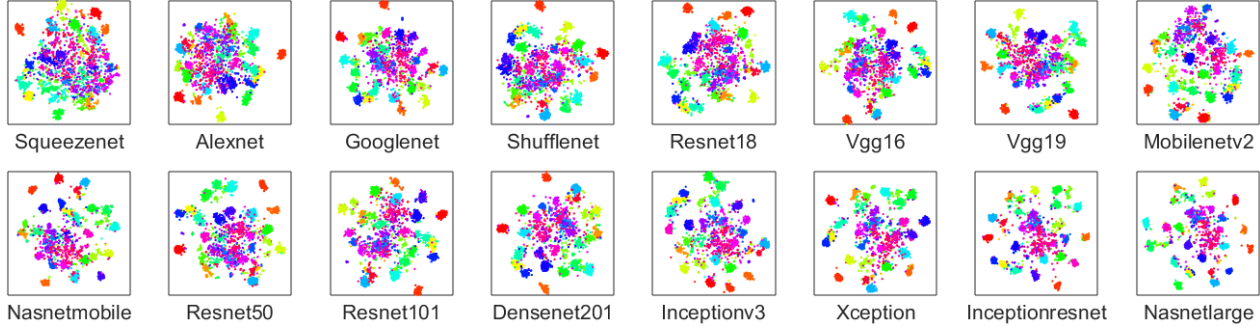 Squeezenet Alexnet Googlenet Shufflenet Resnet18 Vgg16 Vgg19 Mobilenetv2
Nasnetmobile Resnet50 Resnet101 Densenet201 Inceptionv3 Xception Inceptionresnet Nasnetlarge